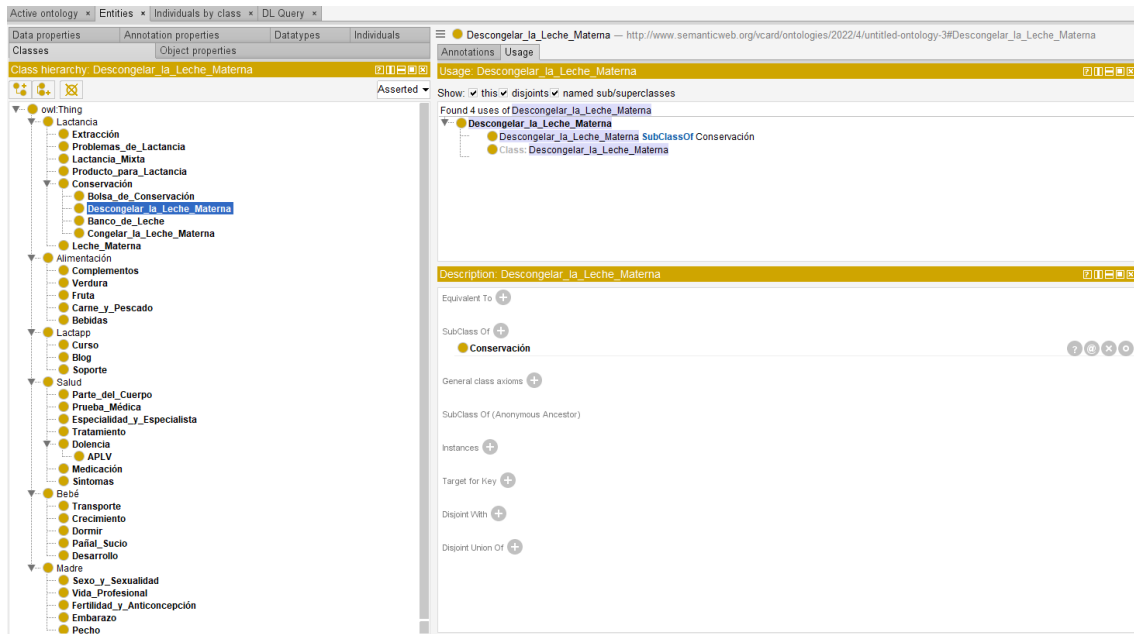 Active ontology × Entities × Individuals by class × DL Query ×
Data properties Annotation properties Datatypes Individuals
Classes Object properties
Class hierarchy: Descongelar_la_Leche_Materna
Asserted
owl:Thing
Lactancia
Extracción
Problemas_de_Lactancia
Lactancia_Mixta
Producto_para_Lactancia
Conservación
Bolsa_de_Conservación
Descongelar_la_Leche_Materna
Banco_de_Leche
Congelar_la_Leche_Materna
Leche_Materna
Alimentación
Complementos
Verdura
Fruta
Carne_y_Pescado
Bebidas
Lactapp
Curso
Blog
Soporte
Salud
Parte_del_Cuerpo
Prueba_Médica
Especialidad_y_Especialista
Tratamiento
Dolencia
APLV
Medicación
Síntomas
Bebé
Transporte
Crecimiento
Dormir
Pañal_Sucio
Desarrollo
Madre
Sexo_y_Sexualidad
Vida_Profesional
Fertilidad_y_Anticoncepción
Embarazo
Pecho
Descongelar_la_Leche_Materna — http://www.semanticweb.org/vcard/ontologies/2022/4/untitled-ontology-3#Descongelar_la_Leche_Materna
Annotations Usage
Usage: Descongelar_la_Leche_Materna
Show: this disjoints named sub/superclasses
Found 4 uses of Descongelar_la_Leche_Materna
Descongelar_la_Leche_Materna
Descongelar_la_Leche_Materna SubClassOf Conservación
Class: Descongelar_la_Leche_Materna
Description: Descongelar_la_Leche_Materna
Equivalent To
SubClass Of
Conservación
General class axioms
SubClass Of (Anonymous Ancestor)
Instances
Target for Key
Disjoint With
Disjoint Union Of